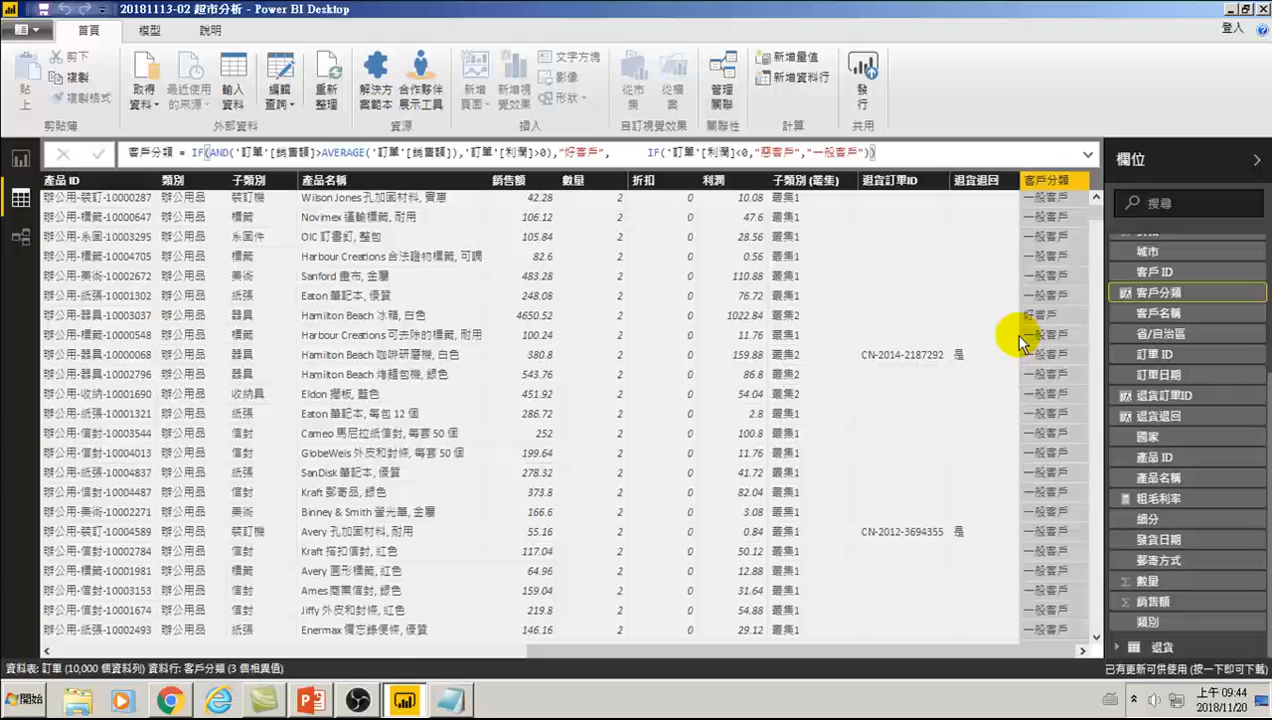 20181113-02 超市分析 - Power BI Desktop
首頁 模型 說明 登入
貼上 剪下 複製 複製格式 剪貼簿
取得資料 最近使用的來源 輸入資料 編輯查詢 重新整理 外部資料
解決方案範本 合作夥伴展示工具 資源
新增頁面 新增視覺效果 文字方塊 影像 形狀 插入
從市集 從檔案 自訂視覺效果
管理關聯 關聯性
新增量值 新增資料行 計算
發行 共用
客戶分類 = IF(AND('訂單'[銷售額]>AVERAGE('訂單'[銷售額]),'訂單'[利潤]>0),"好客戶", IF('訂單'[利潤]<0,"惡客戶","一般客戶"))
產品 ID 類別 子類別 產品名稱 銷售額 數量 折扣 利潤 子類別 (叢集) 退貨訂單ID 退貨退回 客戶分類
辦公用-裝訂-10000287 辦公用品 裝訂機 Wilson Jones 孔加固材料, 實惠 42.28 2 0 10.08 叢集1 一般客戶
辦公用-標籤-10000647 辦公用品 標籤 Novimex 運輸標籤, 耐用 106.12 2 0 47.6 叢集1 一般客戶
辦公用-系固-10003295 辦公用品 系固件 OIC 訂書釘, 整包 105.84 2 0 28.56 叢集1 一般客戶
辦公用-標籤-10004705 辦公用品 標籤 Harbour Creations 合法證物標籤, 可調 82.6 2 0 0.56 叢集1 一般客戶
辦公用-美術-10002672 辦公用品 美術 Sanford 畫布, 金屬 483.28 2 0 110.88 叢集1 一般客戶
辦公用-紙張-10001302 辦公用品 紙張 Eaton 筆記本, 優質 248.08 2 0 76.72 叢集1 一般客戶
辦公用-器具-10003037 辦公用品 器具 Hamilton Beach 冰箱, 白色 4650.52 2 0 1022.84 叢集2 好客戶
辦公用-標籤-10000548 辦公用品 標籤 Harbour Creations 可去除的標籤, 耐用 100.24 2 0 11.76 叢集1 一般客戶
辦公用-器具-10000068 辦公用品 器具 Hamilton Beach 咖啡研磨機, 白色 380.8 2 0 159.88 叢集2 CN-2014-2187292 是 一般客戶
辦公用-器具-10002796 辦公用品 器具 Hamilton Beach 烤麵包機, 銀色 543.76 2 0 86.8 叢集2 一般客戶
辦公用-收納-10001690 辦公用品 收納具 Eldon 擱板, 藍色 451.92 2 0 54.04 叢集2 一般客戶
辦公用-紙張-10001321 辦公用品 紙張 Eaton 筆記本, 每包 12 個 286.72 2 0 2.8 叢集1 一般客戶
辦公用-信封-10003544 辦公用品 信封 Cameo 馬尼拉紙信封, 每套 50 個 252 2 0 100.8 叢集1 一般客戶
辦公用-信封-10004013 辦公用品 信封 GlobeWeis 外皮和封條, 每套 50 個 199.64 2 0 11.76 叢集1 一般客戶
辦公用-紙張-10004837 辦公用品 紙張 SanDisk 筆記本, 優質 278.32 2 0 41.72 叢集1 一般客戶
辦公用-信封-10004487 辦公用品 信封 Kraft 郵寄品, 銀色 373.8 2 0 82.04 叢集1 一般客戶
辦公用-美術-10002271 辦公用品 美術 Binney & Smith 螢光筆, 金屬 166.6 2 0 3.08 叢集1 一般客戶
辦公用-裝訂-10004589 辦公用品 裝訂機 Avery 孔加固材料, 耐用 55.16 2 0 0.84 叢集1 CN-2012-3694355 是 一般客戶
辦公用-信封-10002784 辦公用品 信封 Kraft 搭扣信封, 紅色 117.04 2 0 50.12 叢集1 一般客戶
辦公用-標籤-10001981 辦公用品 標籤 Avery 圓形標籤, 紅色 64.96 2 0 12.88 叢集1 一般客戶
辦公用-信封-10003153 辦公用品 信封 Ames 商業信封, 銀色 159.04 2 0 31.64 叢集1 一般客戶
辦公用-信封-10001674 辦公用品 信封 Jiffy 外皮和封條, 紅色 219.8 2 0 54.88 叢集1 一般客戶
辦公用-紙張-10002493 辦公用品 紙張 Enermax 備忘錄便條, 優質 146.16 2 0 29.12 叢集1 一般客戶
欄位
搜尋
城市
客戶 ID
客戶分類
客戶名稱
省/自治區
訂單 ID
訂單日期
退貨訂單ID
退貨退回
國家
產品 ID
產品名稱
租毛利率
細分
發貨日期
郵寄方式
數量
銷售額
類別
退貨
資料表: 訂單 (10,000 個資料列) 資料行: 客戶分類 (3 個相異值)
已有更新可供使用 (按一下即可下載)
開始
上午 09:44
2018/11/20